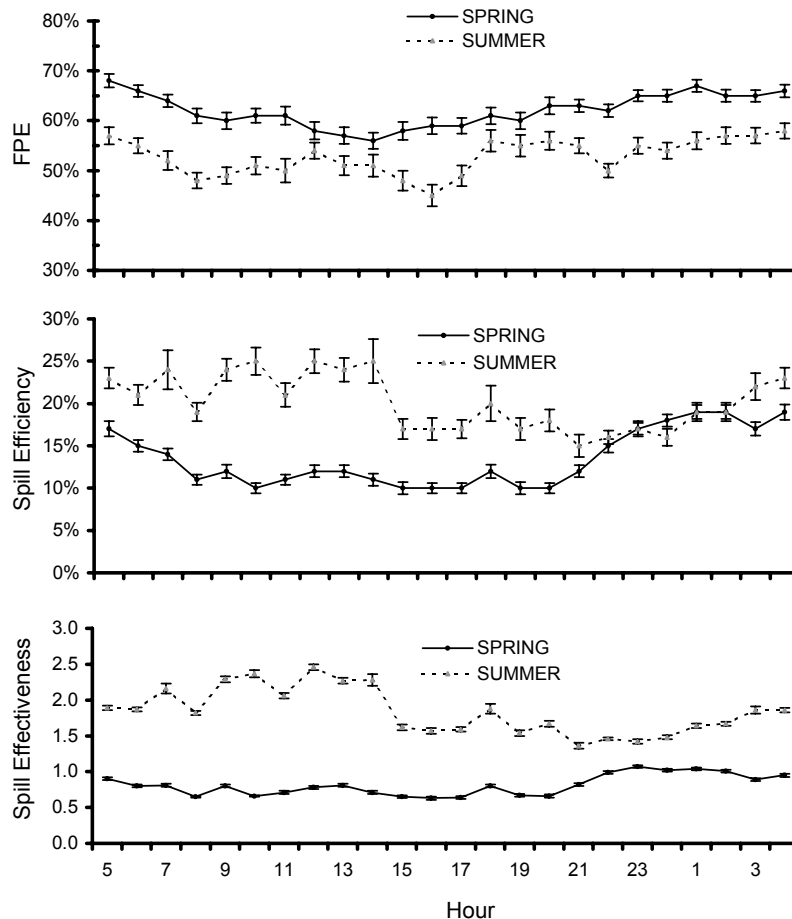 80%
70%
60%
50%
40%
30%
FPE
SPRING
SUMMER
30%
25%
20%
15%
10%
5%
0%
Spill Efficiency
SPRING
SUMMER
3.0
2.5
2.0
1.5
1.0
0.5
0.0
Spill Effectiveness
SPRING
SUMMER
5 7 9 11 13 15 17 19 21 23 1 3
Hour